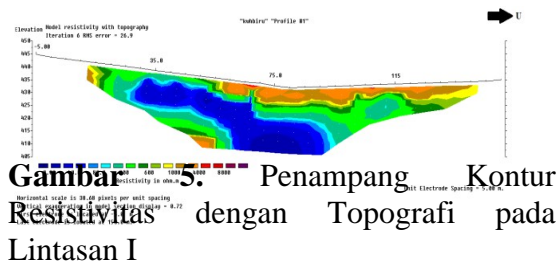 "kuhbiru" "Profile 01"
U
Model resistivity with topography
Elevation
Iteration 6 RMS error = 26.9
450
-5.00
445
440
435
430
425
420
415
410
405
35.0
75.0
115
Resistivity in ohm.m
Unit Electrode Spacing = 5.00 m.
Horizontal scale is 30.60 pixels per unit spacing
Vertical exaggeration in model section display = 0.72
Gambar 5. Penampang Kontur
Resistivitas dengan Topografi pada
Lintasan I